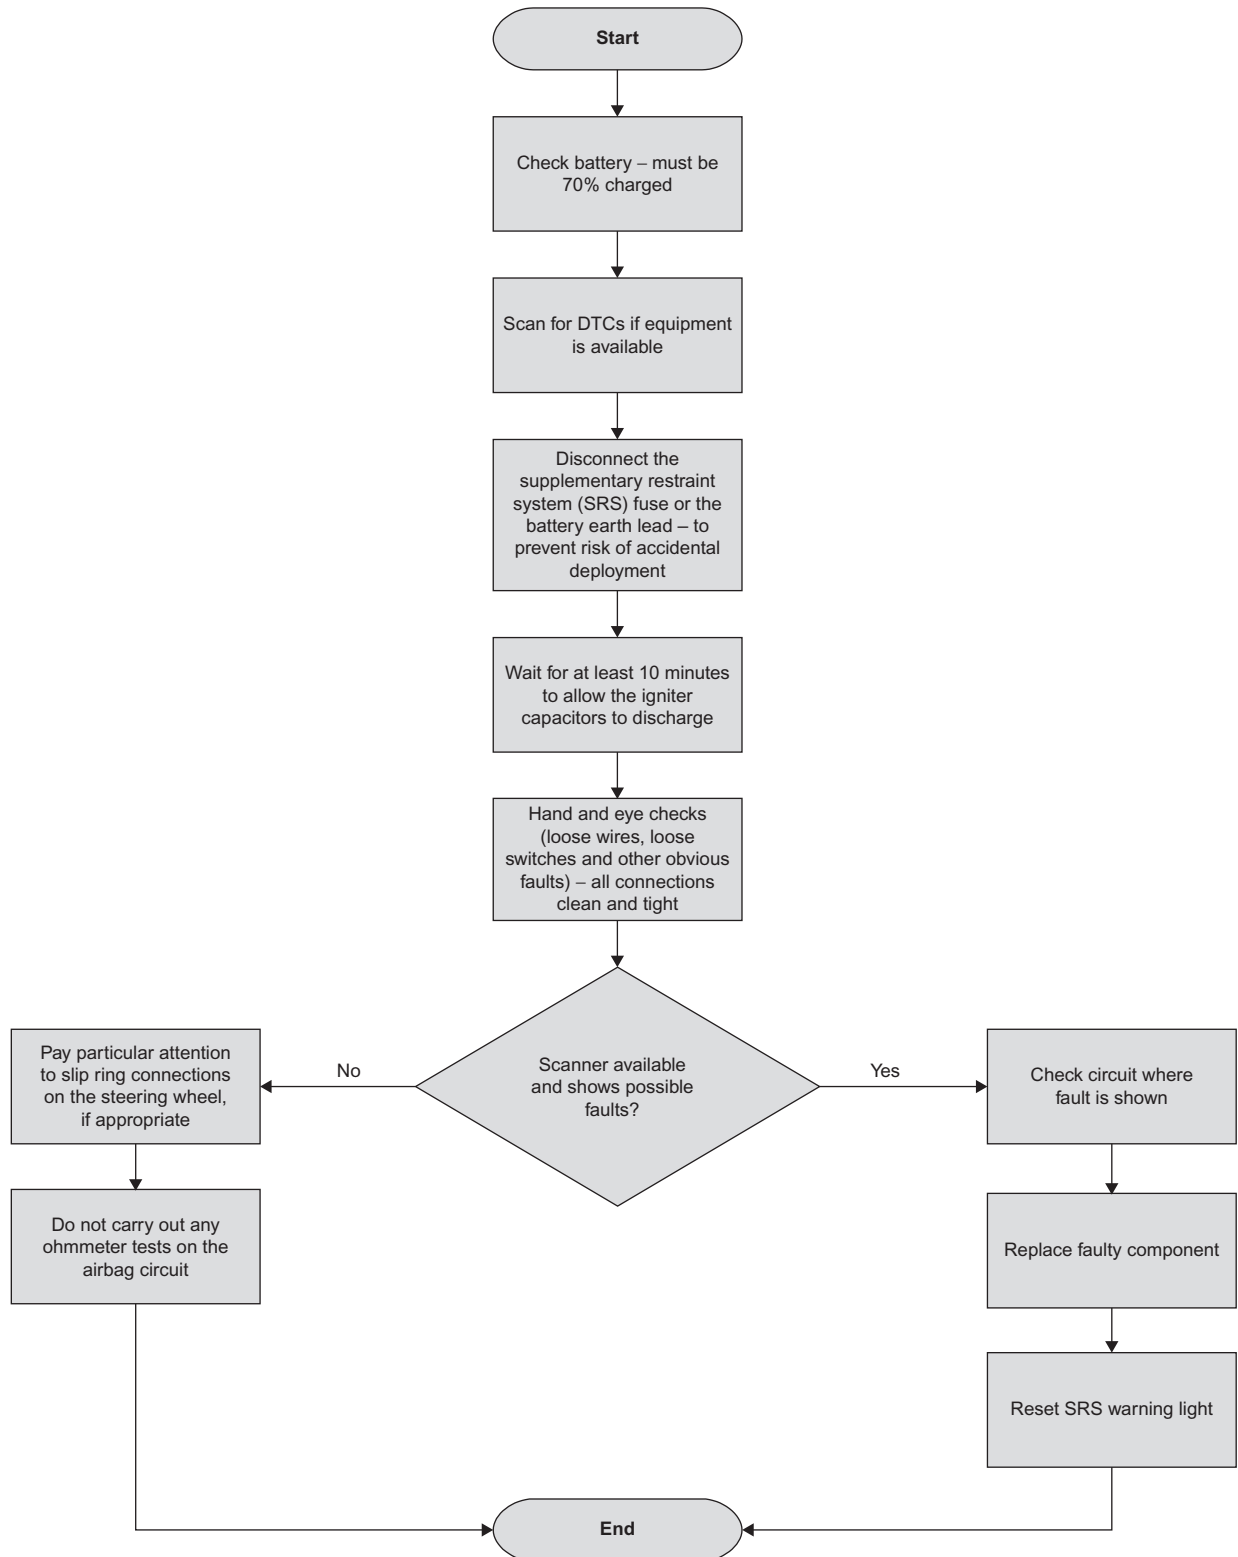 Start
Check battery – must be
70% charged
Scan for DTCs if equipment
is available
Disconnect the
supplementary restraint
system (SRS) fuse or the
battery earth lead – to
prevent risk of accidental
deployment
Wait for at least 10 minutes
to allow the igniter
capacitors to discharge
Hand and eye checks
(loose wires, loose
switches and other obvious
faults) – all connections
clean and tight
Scanner available
and shows possible
faults?
No
Pay particular attention
to slip ring connections
on the steering wheel,
if appropriate
Do not carry out any
ohmmeter tests on the
airbag circuit
Yes
Check circuit where
fault is shown
Replace faulty component
Reset SRS warning light
End